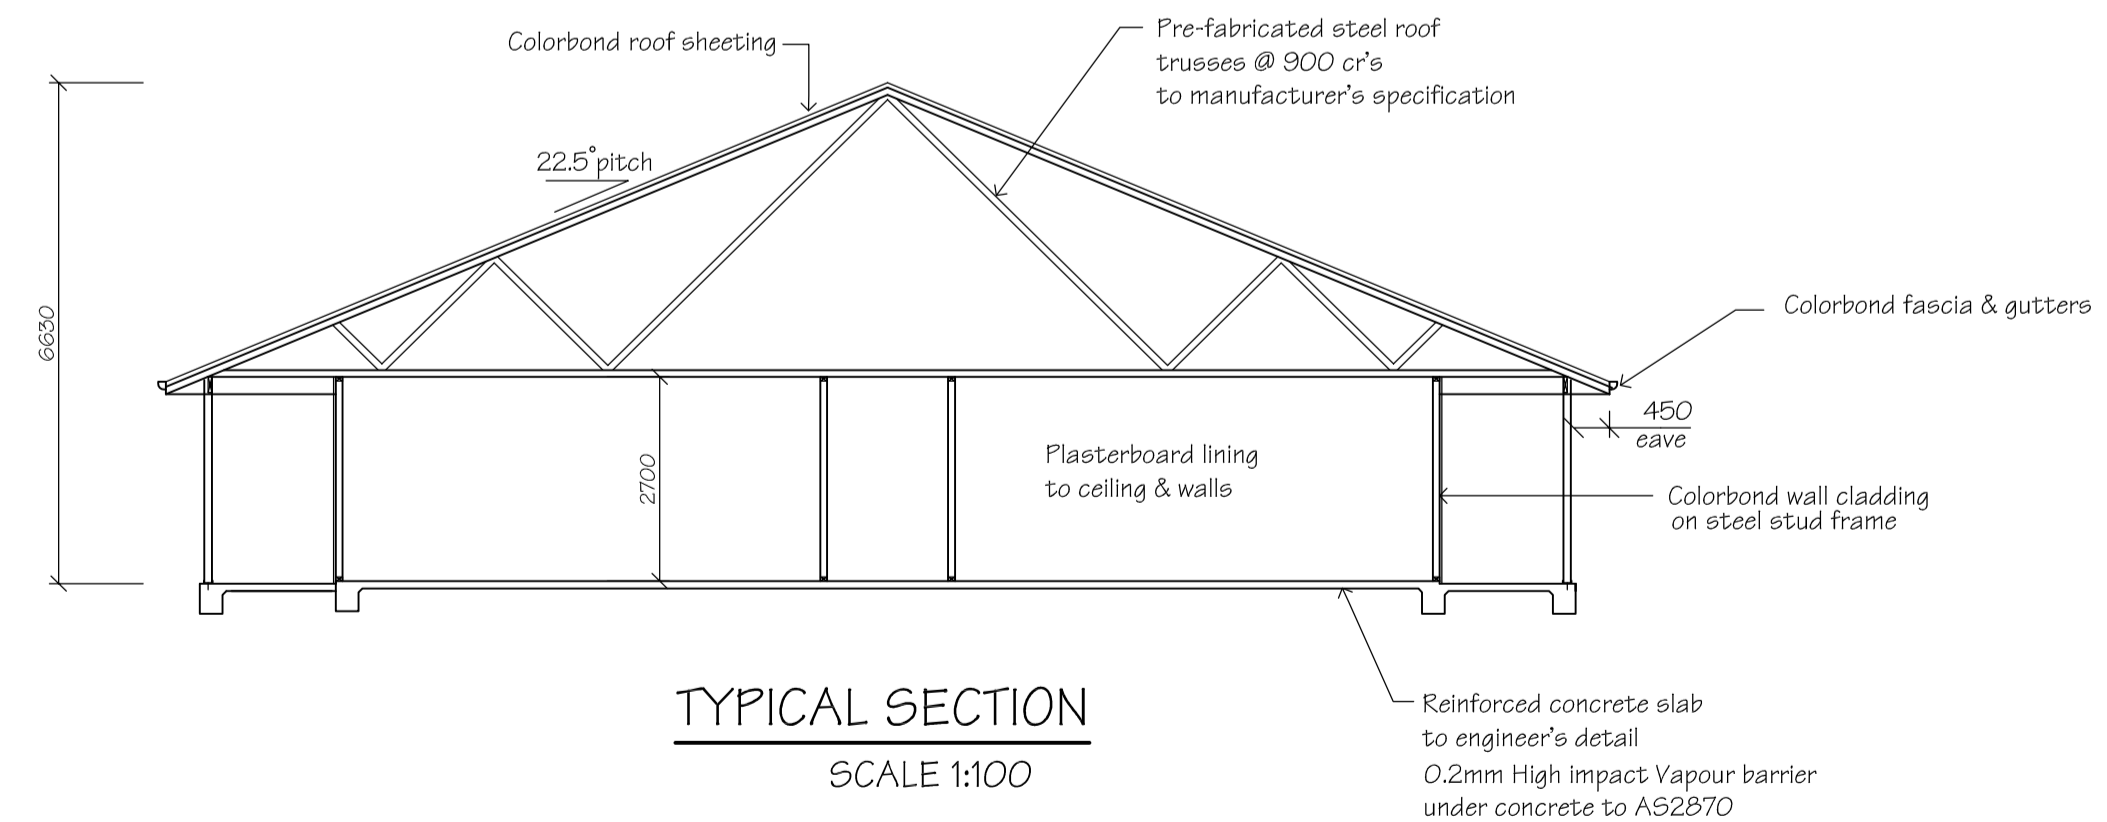 Colorbond roof sheeting
Pre-fabricated steel roof
trusses @ 900 cr's
to manufacturer's specification
22.5°pitch
6630
Colorbond fascia & gutters
450
eave
2700
Plasterboard lining
to ceiling & walls
Colorbond wall cladding
on steel stud frame
TYPICAL SECTION
SCALE 1:100
Reinforced concrete slab
to engineer's detail
0.2mm High impact Vapour barrier
under concrete to AS2870